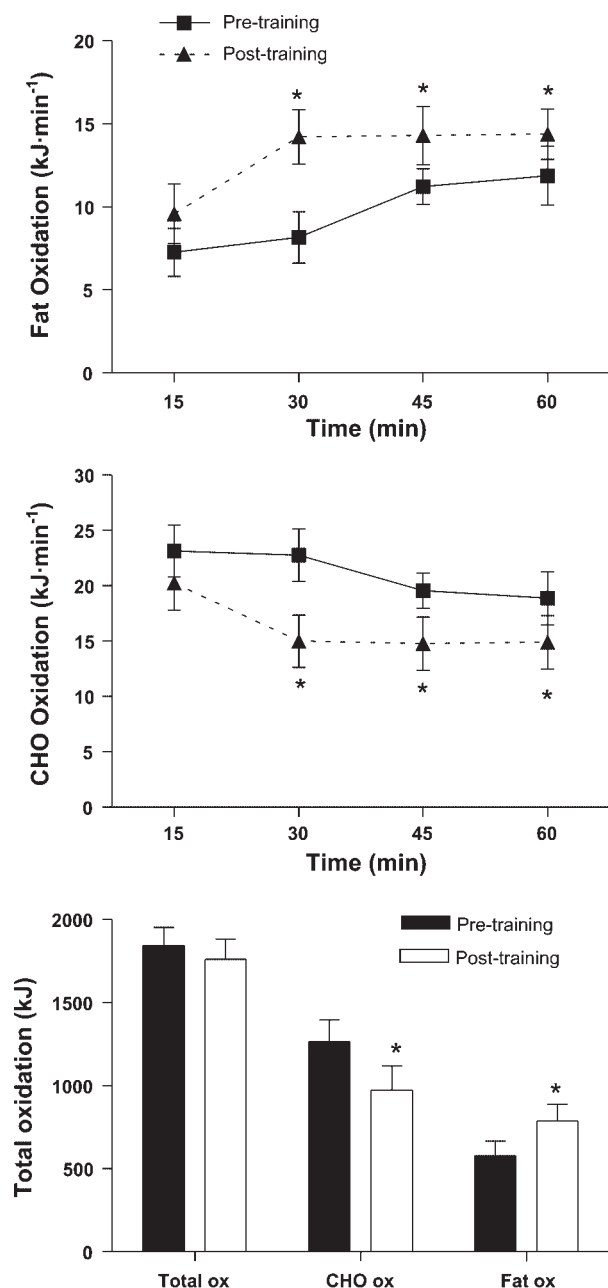 Pre-training
Post-training
Fat Oxidation (kJ·min⁻¹)
20
15
10
5
0
* * *
15 30 45 60
Time (min)
CHO Oxidation (kJ·min⁻¹)
30
25
20
15
10
5
0
* * *
15 30 45 60
Time (min)
Total oxidation (kJ)
2000
1500
1000
500
0
Pre-training
Post-training
* *
Total ox CHO ox Fat ox